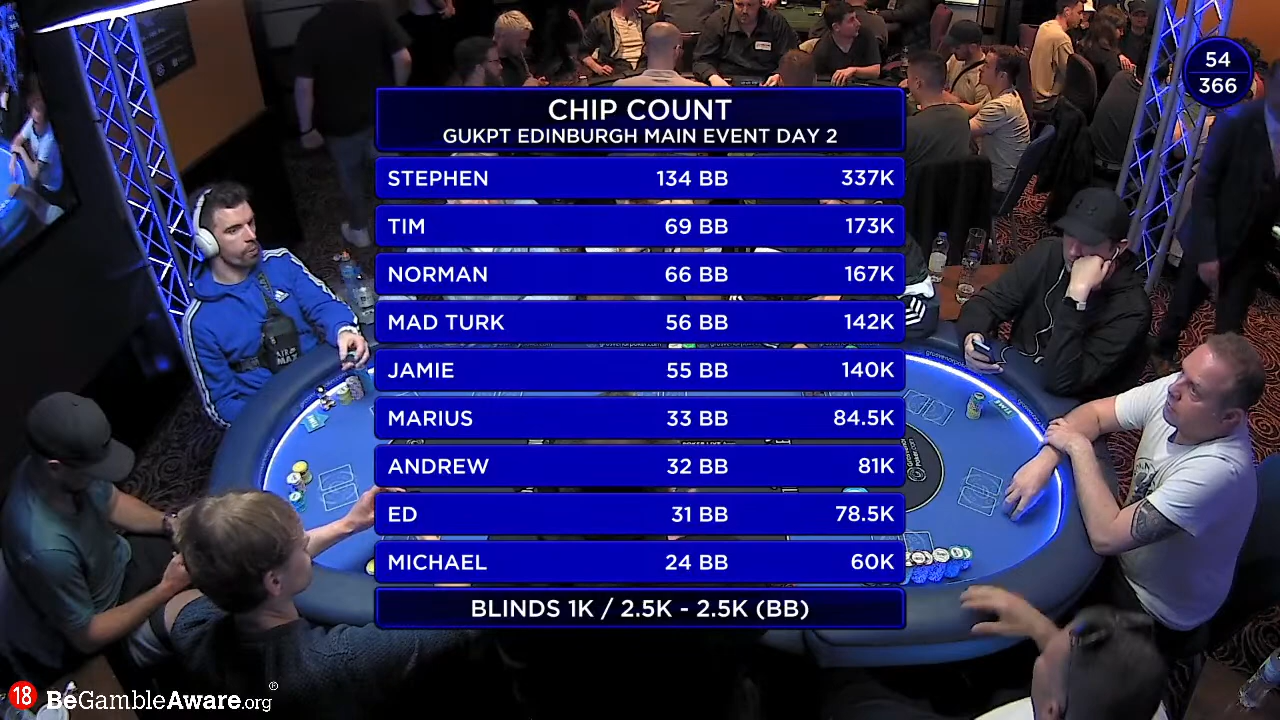 54
366
CHIP COUNT
GUKPT EDINBURGH MAIN EVENT DAY 2
STEPHEN 134 BB 337K
TIM 69 BB 173K
NORMAN 66 BB 167K
MAD TURK 56 BB 142K
JAMIE 55 BB 140K
MARIUS 33 BB 84.5K
ANDREW 32 BB 81K
ED 31 BB 78.5K
MICHAEL 24 BB 60K
BLINDS 1K / 2.5K - 2.5K (BB)
AIR MAX
TIME
18 BeGambleAware.org®